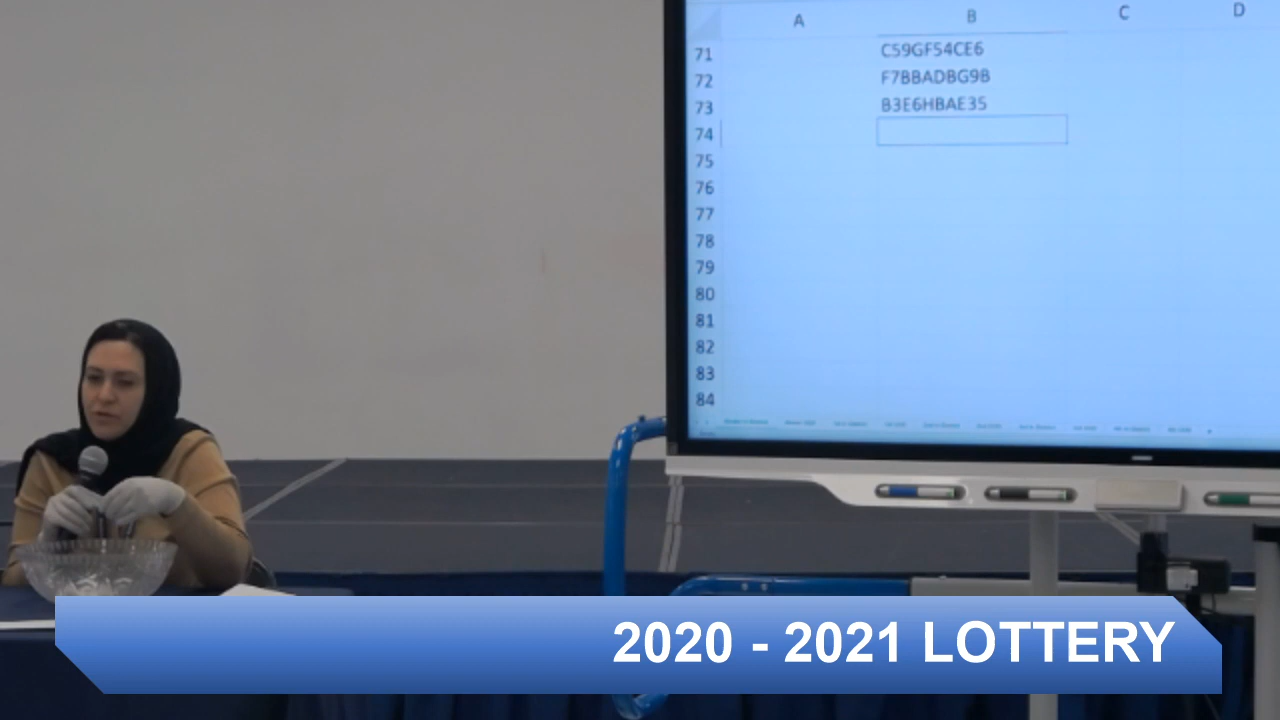 A B C D
71 C59GF54CE6
72 F7BBADBG9B
73 B3E6HBAE35
74
75
76
77
78
79
80
81
82
83
84
2020 - 2021 LOTTERY